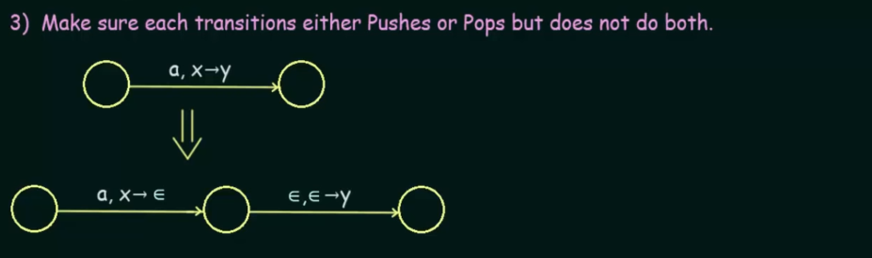 3) Make sure each transitions either Pushes or Pops but does not do both.
a, x→y
a, x→ ∈
∈,∈→y